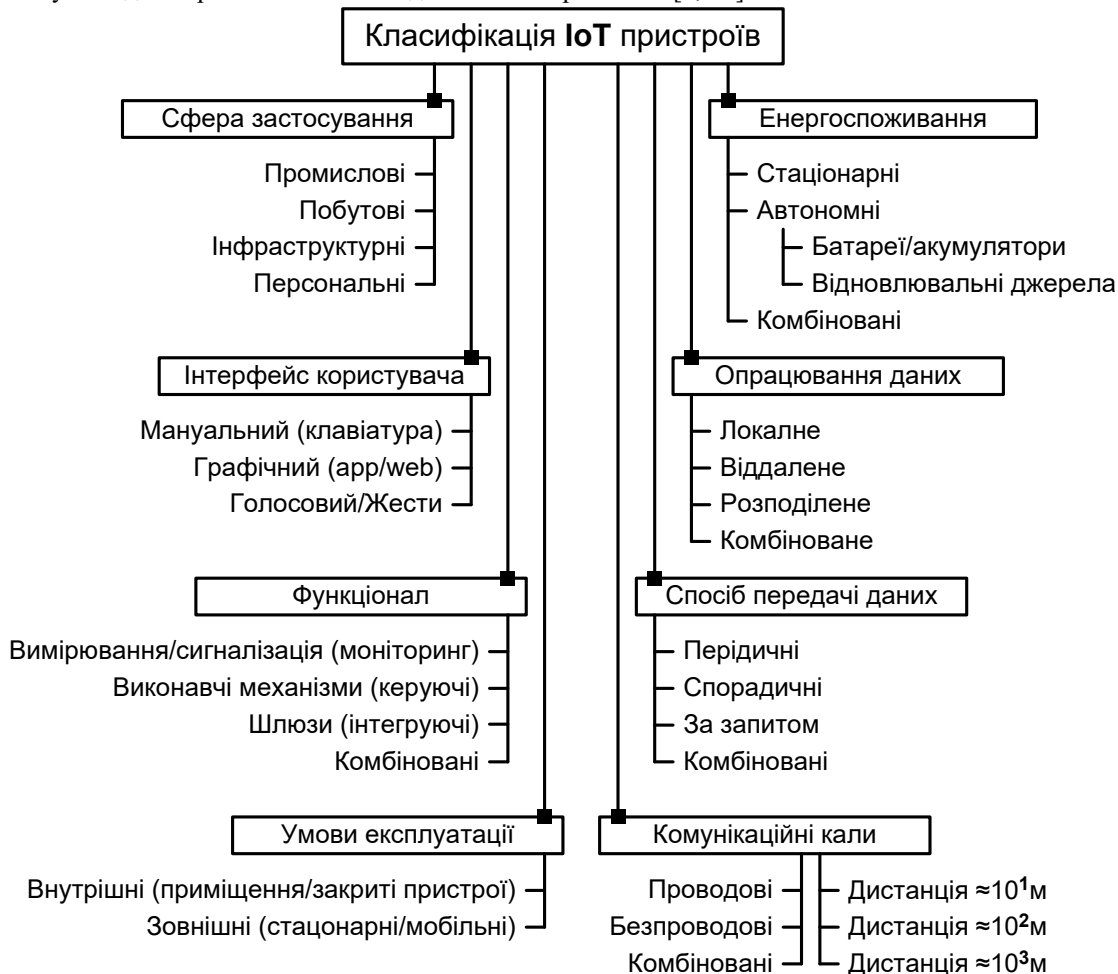 Класифікація IoT пристроїв
Сфера застосування
Промислові
Побутові
Інфраструктурні
Персональні
Енергоспоживання
Стаціонарні
Автономні
Батареї/акумулятори
Відновлювальні джерела
Комбіновані
Інтерфейс користувача
Мануальний (клавіатура)
Графічний (app/web)
Голосовий/Жести
Опрацювання даних
Локалне
Віддалене
Розподілене
Комбіноване
Функціонал
Вимірювання/сигналізація (моніторинг)
Виконавчі механізми (керуючі)
Шлюзи (інтегруючі)
Комбіновані
Спосіб передачі даних
Перідичні
Спорадичні
За запитом
Комбіновані
Умови експлуатації
Внутрішні (приміщення/закриті пристрої)
Зовнішні (стаціонарні/мобільні)
Комунікаційні кали
Проводові
Безпроводові
Комбіновані
Дистанція ≈10¹м
Дистанція ≈10²м
Дистанція ≈10³м